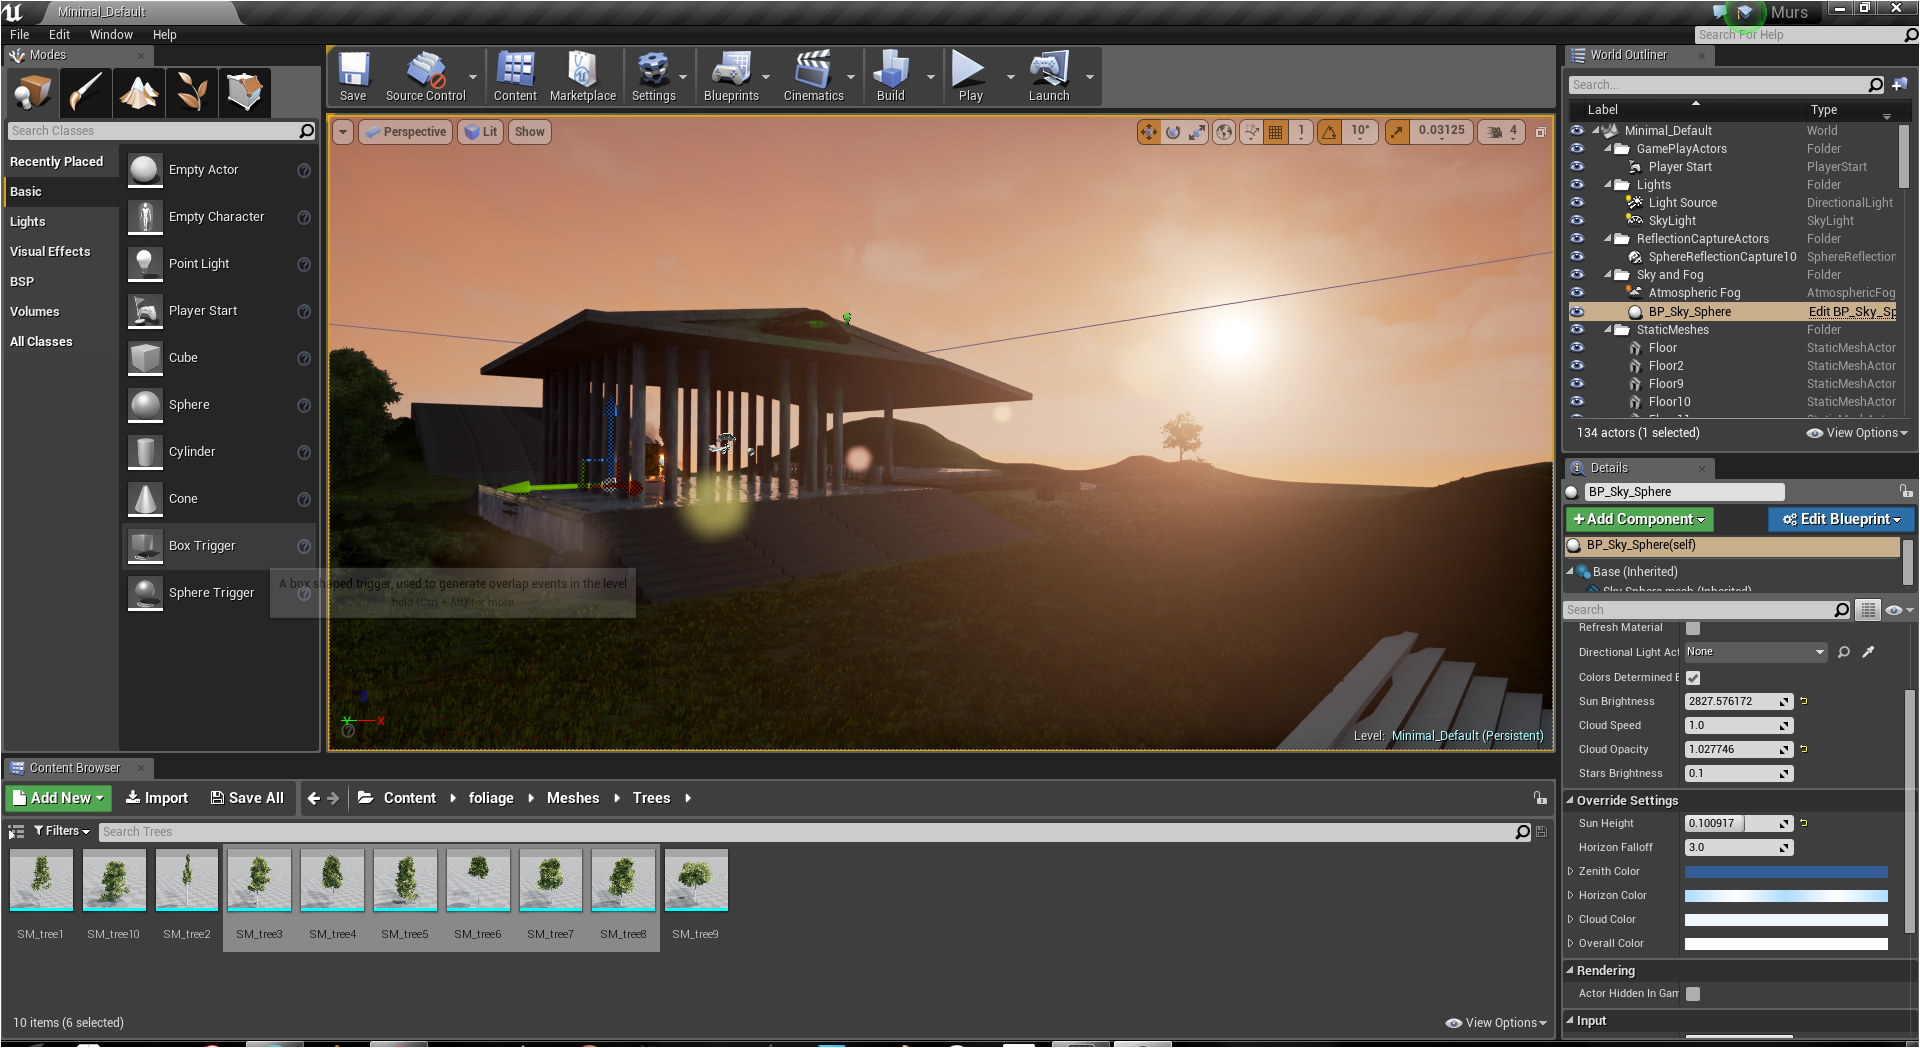 Minimal_Default
Murs
File Edit Window Help
Search For Help
Modes
Search Classes
Recently Placed
Basic
Lights
Visual Effects
BSP
Volumes
All Classes
Empty Actor
Empty Character
Point Light
Player Start
Cube
Sphere
Cylinder
Cone
Box Trigger
Sphere Trigger
A box shaped trigger, used to generate overlap events in the level
hold (Ctrl + Alt) for more
Save Source Control Content Marketplace Settings Blueprints Cinematics Build Play Launch
Perspective Lit Show
1 10° 0.03125 4
Z
Y X
Level: Minimal_Default (Persistent)
World Outliner
Search...
Label Type
Minimal_Default World
GamePlayActors Folder
Player Start PlayerStart
Lights Folder
Light Source DirectionalLight
SkyLight SkyLight
ReflectionCaptureActors Folder
SphereReflectionCapture10 SphereReflection
Sky and Fog Folder
Atmospheric Fog AtmosphericFog
BP_Sky_Sphere Edit BP_Sky_Sp
StaticMeshes Folder
Floor StaticMeshActor
Floor2 StaticMeshActor
Floor9 StaticMeshActor
Floor10 StaticMeshActor
134 actors (1 selected) View Options
Details
BP_Sky_Sphere
+Add Component Edit Blueprint
BP_Sky_Sphere(self)
Base (Inherited)
Sky Sphere mesh (Inherited)
Search
Refresh Material
Directional Light Act None
Colors Determined B
Sun Brightness 2827.576172
Cloud Speed 1.0
Cloud Opacity 1.027746
Stars Brightness 0.1
Override Settings
Sun Height 0.100917
Horizon Falloff 3.0
Zenith Color
Horizon Color
Cloud Color
Overall Color
Rendering
Actor Hidden In Gam
Input
Content Browser
Add New Import Save All Content foliage Meshes Trees
Filters Search Trees
SM_tree1 SM_tree10 SM_tree2 SM_tree3 SM_tree4 SM_tree5 SM_tree6 SM_tree7 SM_tree8 SM_tree9
10 items (6 selected) View Options